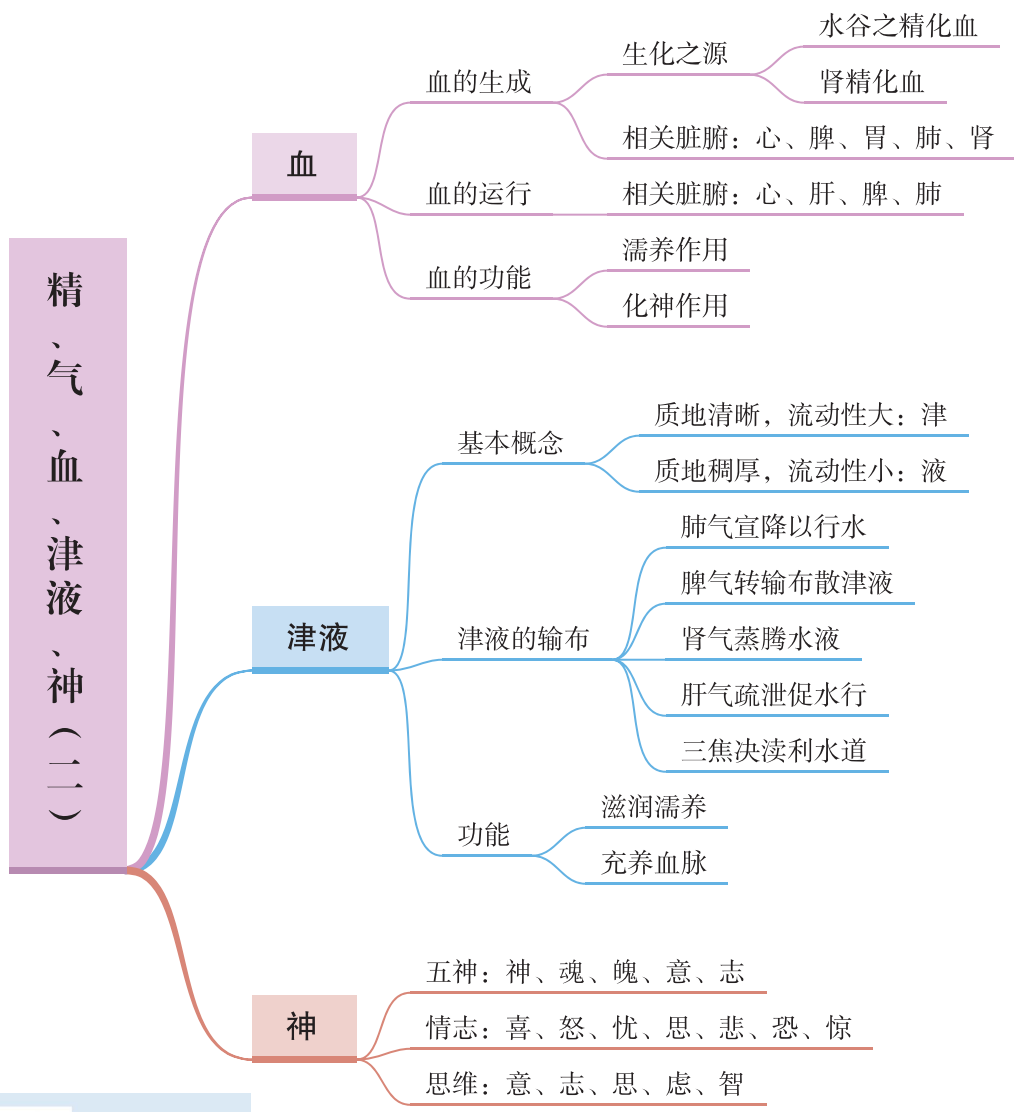 精、气、血、津液、神（二）
血
血的生成
生化之源
水谷之精化血
肾精化血
相关脏腑：心、脾、胃、肺、肾
血的运行
相关脏腑：心、肝、脾、肺
血的功能
濡养作用
化神作用
津液
基本概念
质地清晰，流动性大：津
质地稠厚，流动性小：液
津液的输布
肺气宣降以行水
脾气转输布散津液
肾气蒸腾水液
肝气疏泄促水行
三焦决渎利水道
功能
滋润濡养
充养血脉
神
五神：神、魂、魄、意、志
情志：喜、怒、忧、思、悲、恐、惊
思维：意、志、思、虑、智